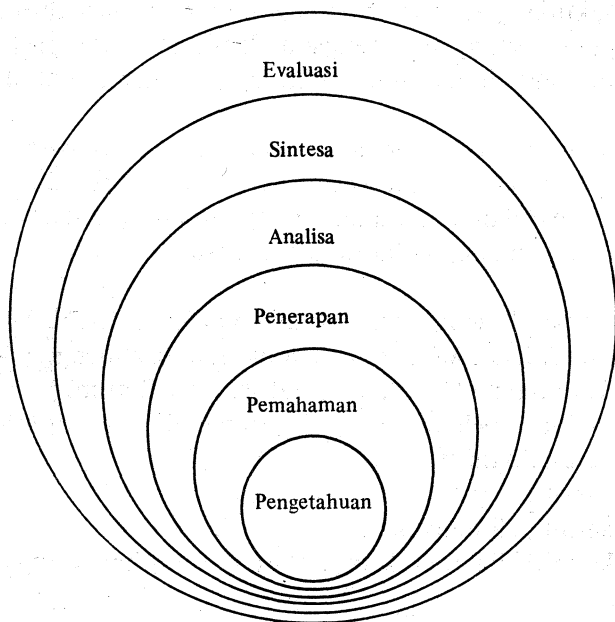 Evaluasi
Sintesa
Analisa
Penerapan
Pemahaman
Pengetahuan